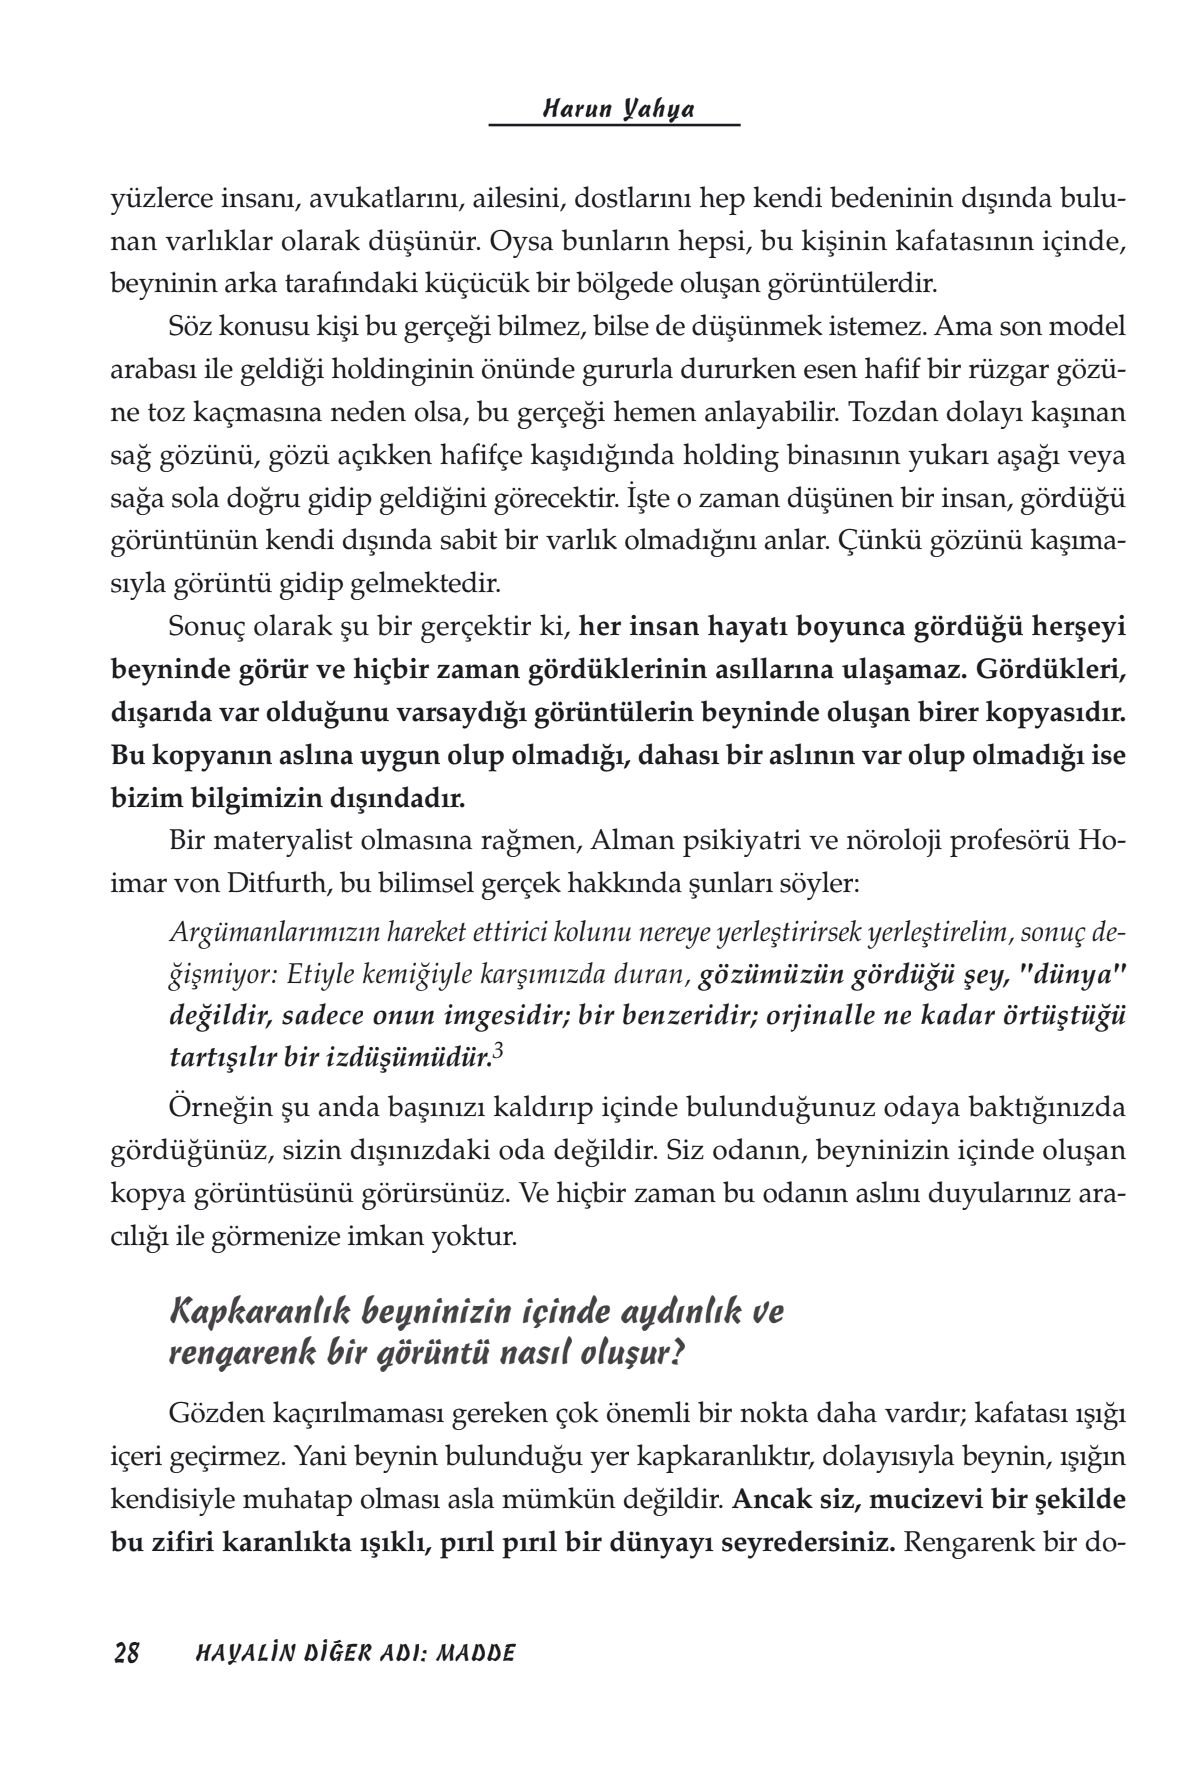 Harun Yahya
yüzlerce insanı, avukatlarını, ailesini, dostlarını hep kendi bedeninin dışında bulu-
nan varlıklar olarak düşünür. Oysa bunların hepsi, bu kişinin kafatasının içinde,
beyninin arka tarafındaki küçücük bir bölgede oluşan görüntülerdir.
Söz konusu kişi bu gerçeği bilmez, bilse de düşünmek istemez. Ama son model
arabası ile geldiği holdinginin önünde gururla dururken esen hafif bir rüzgar gözü-
ne toz kaçmasına neden olsa, bu gerçeği hemen anlayabilir. Tozdan dolayı kaşınan
sağ gözünü, gözü açıkken hafifçe kaşıdığında holding binasının yukarı aşağı veya
sağa sola doğru gidip geldiğini görecektir. İşte o zaman düşünen bir insan, gördüğü
görüntünün kendi dışında sabit bir varlık olmadığını anlar. Çünkü gözünü kaşıma-
sıyla görüntü gidip gelmektedir.
Sonuç olarak şu bir gerçektir ki, her insan hayatı boyunca gördüğü herşeyi
beyninde görür ve hiçbir zaman gördüklerinin asıllarına ulaşamaz. Gördükleri,
dışarıda var olduğunu varsaydığı görüntülerin beyninde oluşan birer kopyasıdır.
Bu kopyanın aslına uygun olup olmadığı, dahası bir aslının var olup olmadığı ise
bizim bilgimizin dışındadır.
Bir materyalist olmasına rağmen, Alman psikiyatri ve nöroloji profesörü Ho-
imar von Ditfurth, bu bilimsel gerçek hakkında şunları söyler:
Argümanlarımızın hareket ettirici kolunu nereye yerleştirirsek yerleştirelim, sonuç de-
ğişmiyor: Etiyle kemiğiyle karşımızda duran, gözümüzün gördüğü şey, "dünya"
değildir, sadece onun imgesidir; bir benzeridir; orjinalle ne kadar örtüştüğü
tartışılır bir izdüşümüdür.3
Örneğin şu anda başınızı kaldırıp içinde bulunduğunuz odaya baktığınızda
gördüğünüz, sizin dışınızdaki oda değildir. Siz odanın, beyninizin içinde oluşan
kopya görüntüsünü görürsünüz. Ve hiçbir zaman bu odanın aslını duyularınız ara-
cılığı ile görmenize imkan yoktur.
Kapkaranlık beyninizin içinde aydınlık ve
rengarenk bir görüntü nasıl oluşur?
Gözden kaçırılmaması gereken çok önemli bir nokta daha vardır; kafatası ışığı
içeri geçirmez. Yani beynin bulunduğu yer kapkaranlıktır, dolayısıyla beynin, ışığın
kendisiyle muhatap olması asla mümkün değildir. Ancak siz, mucizevi bir şekilde
bu zifiri karanlıkta ışıklı, pırıl pırıl bir dünyayı seyredersiniz. Rengarenk bir do-
28 HAYALİN DİĞER ADI: MADDE